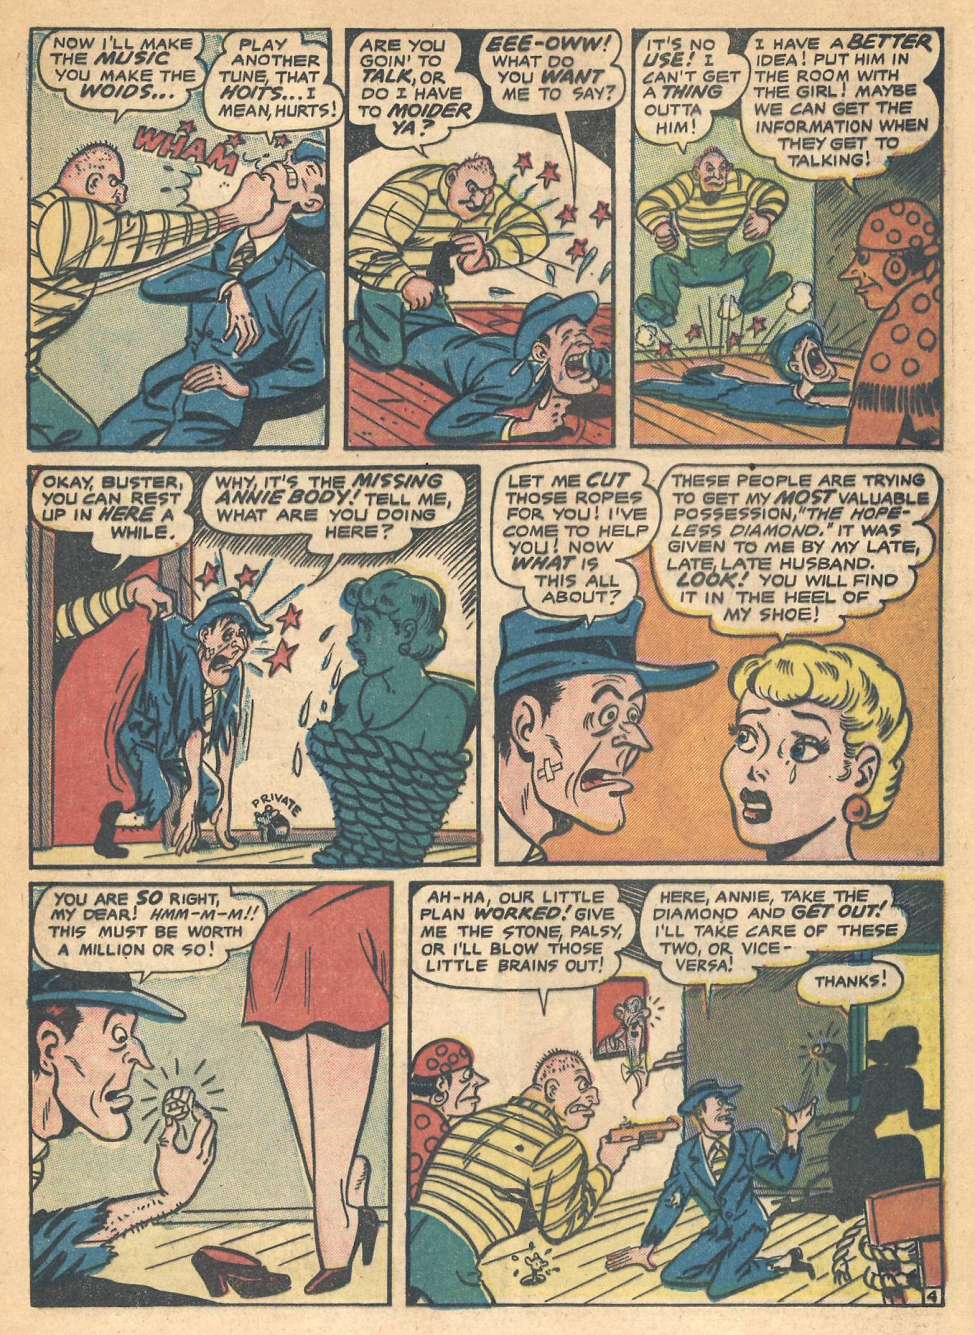 NOW I'LL MAKE
THE MUSIC
YOU MAKE THE
WOIDS...
PLAY
ANOTHER
TUNE, THAT
HOITS...I
MEAN, HURTS!
WHAM
ARE YOU
GOIN' TO
TALK, OR
DO I HAVE
TO MOIDER
YA?
EEE-OWW!
WHAT DO
YOU WANT
ME TO SAY?
IT'S NO
USE! I
CAN'T GET
A THING
OUTTA
HIM!
I HAVE A BETTER
IDEA! PUT HIM IN
THE ROOM WITH
THE GIRL! MAYBE
WE CAN GET THE
INFORMATION WHEN
THEY GET TO
TALKING!
OKAY, BUSTER,
YOU CAN REST
UP IN HERE A
WHILE.
WHY, IT'S THE MISSING
ANNIE BODY! TELL ME,
WHAT ARE YOU DOING
HERE?
PRIVATE
LET ME CUT
THOSE ROPES
FOR YOU! I'VE
COME TO HELP
YOU! NOW
WHAT IS
THIS ALL
ABOUT?
THESE PEOPLE ARE TRYING
TO GET MY MOST VALUABLE
POSSESSION, "THE HOPE-
LESS DIAMOND." IT WAS
GIVEN TO ME BY MY LATE,
LATE, LATE HUSBAND.
LOOK! YOU WILL FIND
IT IN THE HEEL OF
MY SHOE!
YOU ARE SO RIGHT,
MY DEAR! HMM-M-M!!
THIS MUST BE WORTH
A MILLION OR SO!
AH-HA, OUR LITTLE
PLAN WORKED! GIVE
ME THE STONE, PALSY,
OR I'LL BLOW THOSE
LITTLE BRAINS OUT!
HERE, ANNIE, TAKE THE
DIAMOND AND GET OUT!
I'LL TAKE CARE OF THESE
TWO, OR VICE-
VERSA!
THANKS!
4